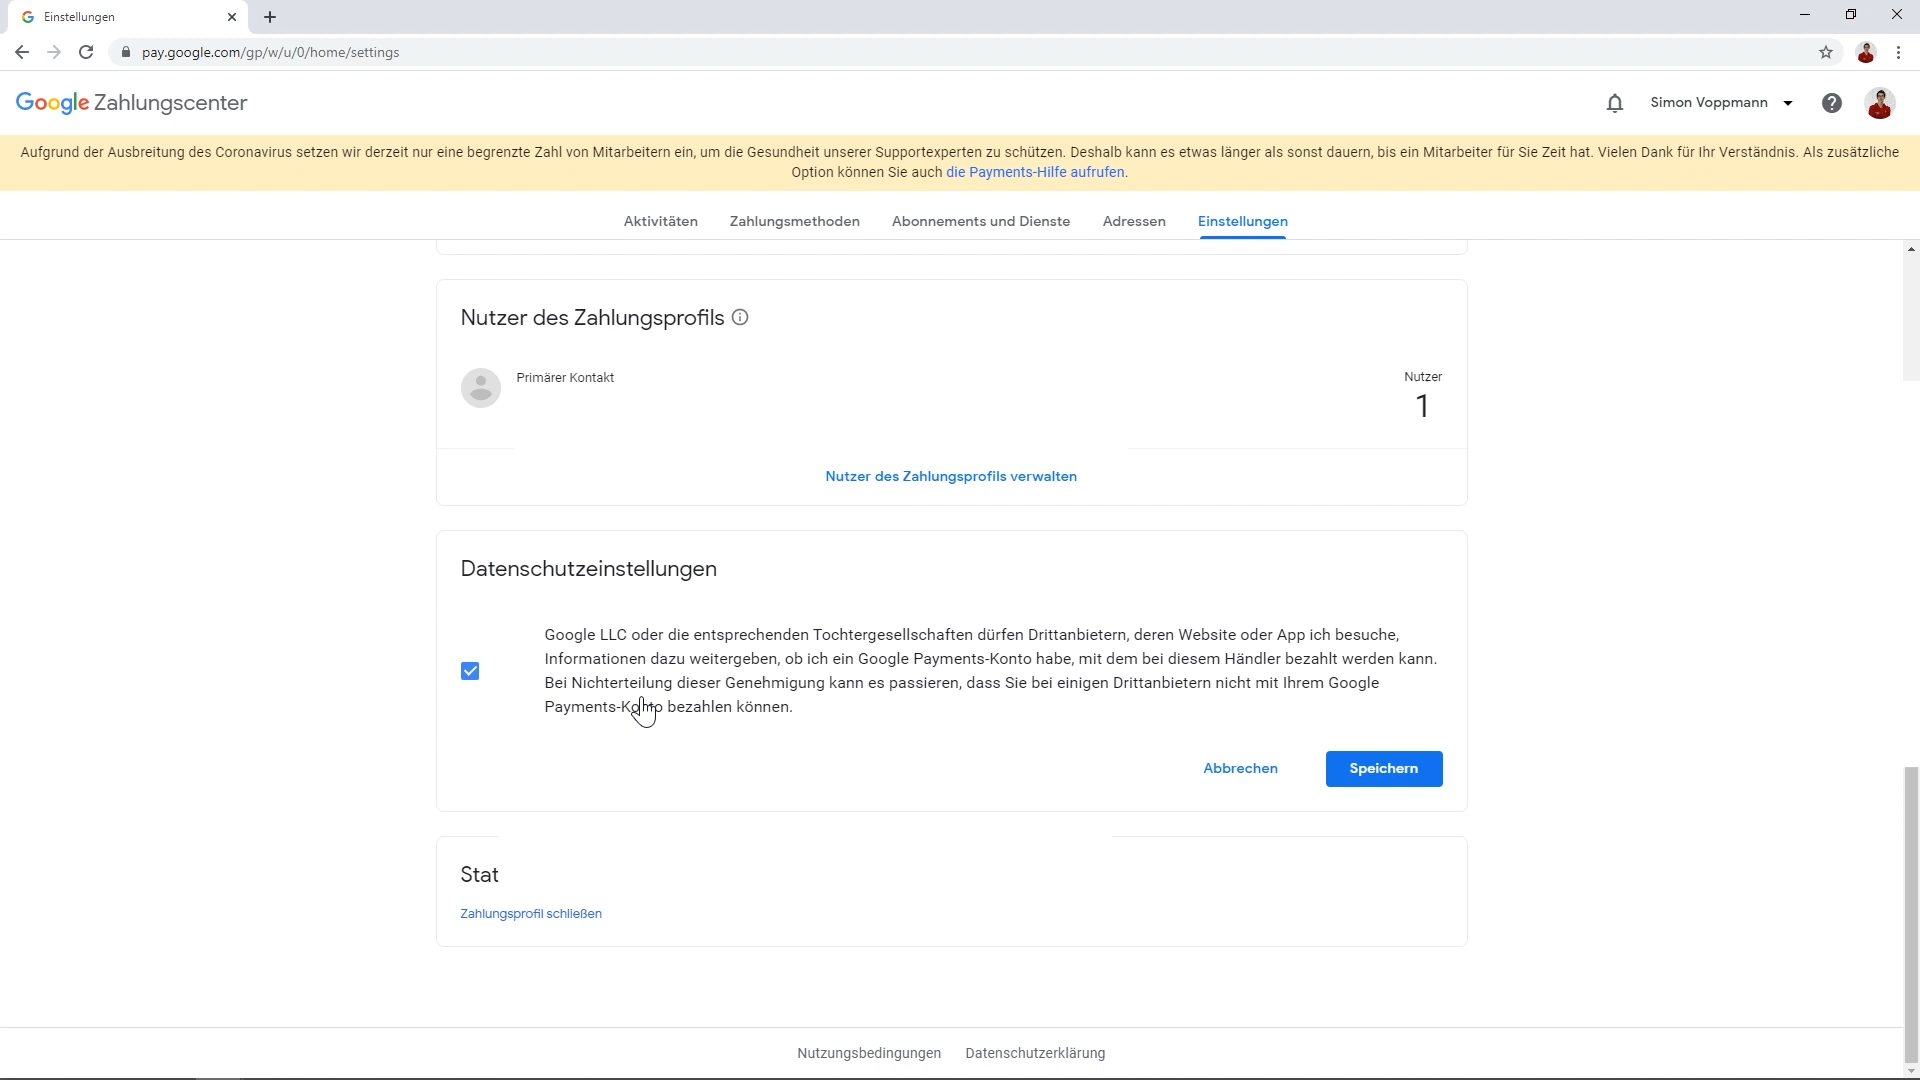 Einstellungen
pay.google.com/gp/w/u/0/home/settings
Google Zahlungscenter
Simon Voppmann
Aufgrund der Ausbreitung des Coronavirus setzen wir derzeit nur eine begrenzte Zahl von Mitarbeitern ein, um die Gesundheit unserer Supportexperten zu schützen. Deshalb kann es etwas länger als sonst dauern, bis ein Mitarbeiter für Sie Zeit hat. Vielen Dank für Ihr Verständnis. Als zusätzliche
Option können Sie auch die Payments-Hilfe aufrufen.
Aktivitäten Zahlungsmethoden Abonnements und Dienste Adressen Einstellungen
Nutzer des Zahlungsprofils
Primärer Kontakt
Nutzer
1
Nutzer des Zahlungsprofils verwalten
Datenschutzeinstellungen
Google LLC oder die entsprechenden Tochtergesellschaften dürfen Drittanbietern, deren Website oder App ich besuche,
Informationen dazu weitergeben, ob ich ein Google Payments-Konto habe, mit dem bei diesem Händler bezahlt werden kann.
Bei Nichterteilung dieser Genehmigung kann es passieren, dass Sie bei einigen Drittanbietern nicht mit Ihrem Google
Payments-Konto bezahlen können.
Abbrechen Speichern
Stat
Zahlungsprofil schließen
Nutzungsbedingungen Datenschutzerklärung